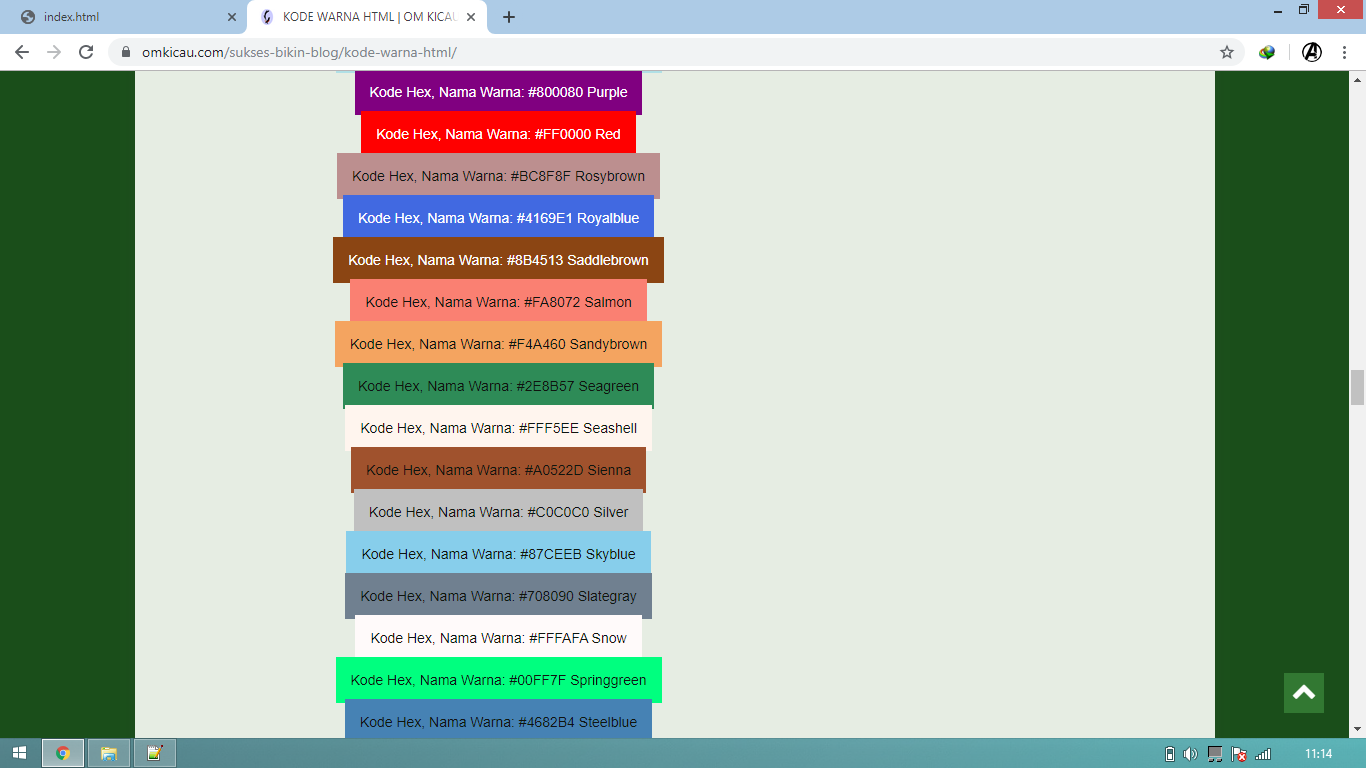 index.html
KODE WARNA HTML | OM KICAU
omkicau.com/sukses-bikin-blog/kode-warna-html/
Kode Hex, Nama Warna: #800080 Purple
Kode Hex, Nama Warna: #FF0000 Red
Kode Hex, Nama Warna: #BC8F8F Rosybrown
Kode Hex, Nama Warna: #4169E1 Royalblue
Kode Hex, Nama Warna: #8B4513 Saddlebrown
Kode Hex, Nama Warna: #FA8072 Salmon
Kode Hex, Nama Warna: #F4A460 Sandybrown
Kode Hex, Nama Warna: #2E8B57 Seagreen
Kode Hex, Nama Warna: #FFF5EE Seashell
Kode Hex, Nama Warna: #A0522D Sienna
Kode Hex, Nama Warna: #C0C0C0 Silver
Kode Hex, Nama Warna: #87CEEB Skyblue
Kode Hex, Nama Warna: #708090 Slategray
Kode Hex, Nama Warna: #FFFAFA Snow
Kode Hex, Nama Warna: #00FF7F Springgreen
Kode Hex, Nama Warna: #4682B4 Steelblue
11:14